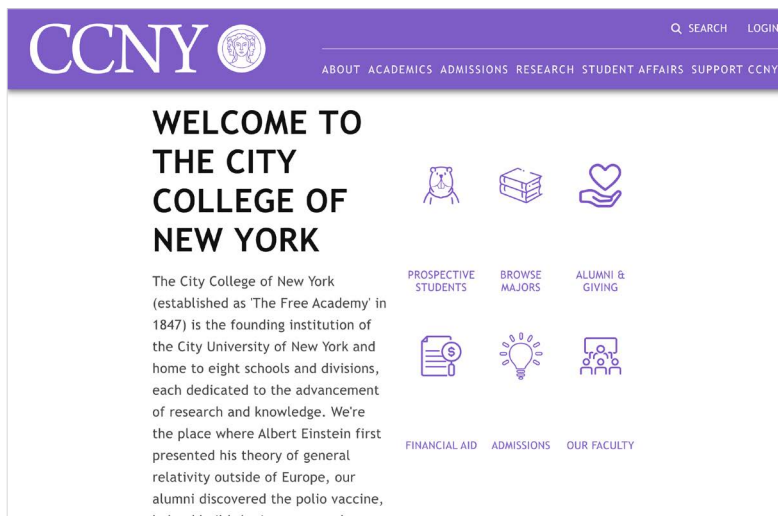 CCNY
SEARCH LOGIN
ABOUT ACADEMICS ADMISSIONS RESEARCH STUDENT AFFAIRS SUPPORT CCNY
WELCOME TO
THE CITY
COLLEGE OF
NEW YORK
The City College of New York
(established as 'The Free Academy' in
1847) is the founding institution of
the City University of New York and
home to eight schools and divisions,
each dedicated to the advancement
of research and knowledge. We're
the place where Albert Einstein first
presented his theory of general
relativity outside of Europe, our
alumni discovered the polio vaccine,
PROSPECTIVE
STUDENTS
BROWSE
MAJORS
ALUMNI &
GIVING
$
FINANCIAL AID
ADMISSIONS
OUR FACULTY